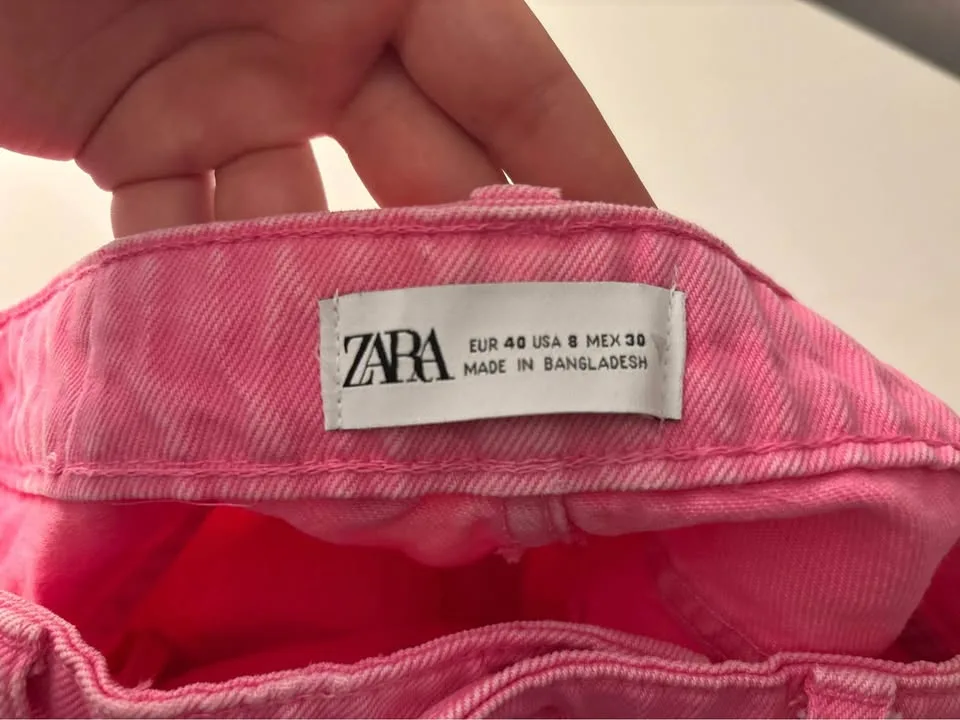 ZARA
EUR 40 USA 8 MEX 30
MADE IN BANGLADESH